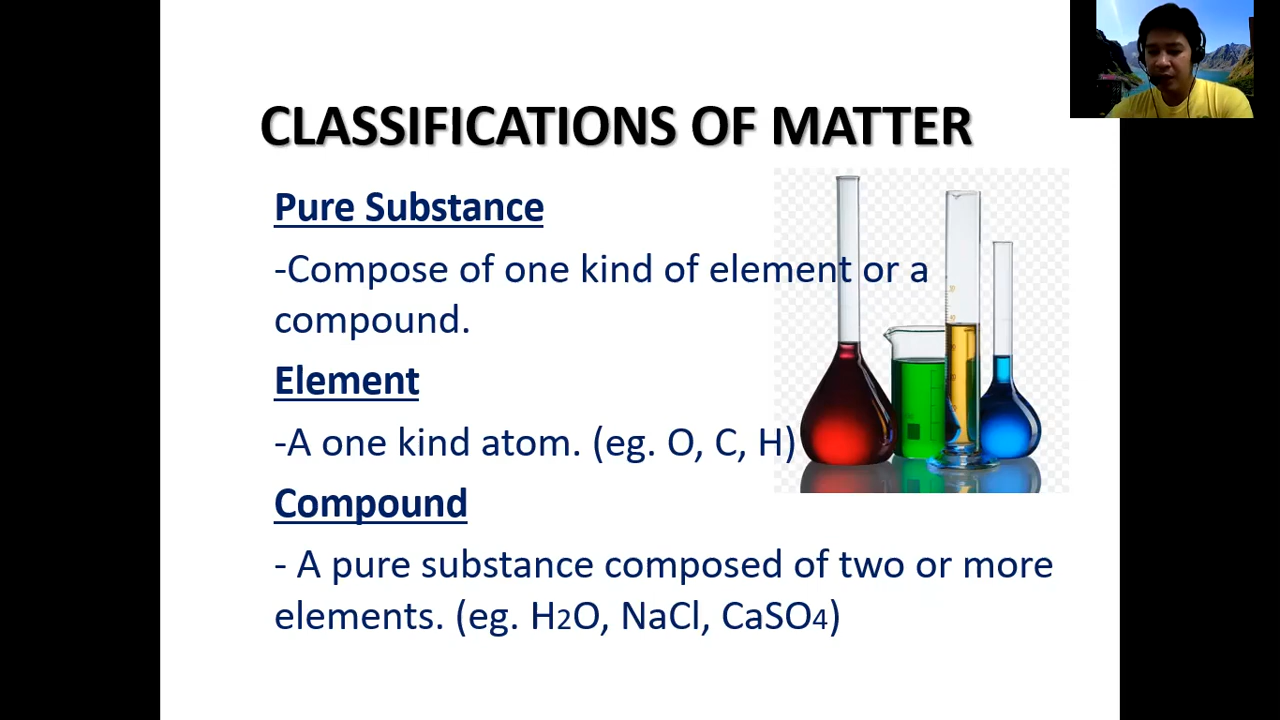 CLASSIFICATIONS OF MATTER
Pure Substance
-Compose of one kind of element or a
compound.
Element
-A one kind atom. (eg. O, C, H)
Compound
- A pure substance composed of two or more
elements. (eg. H2O, NaCl, CaSO4)